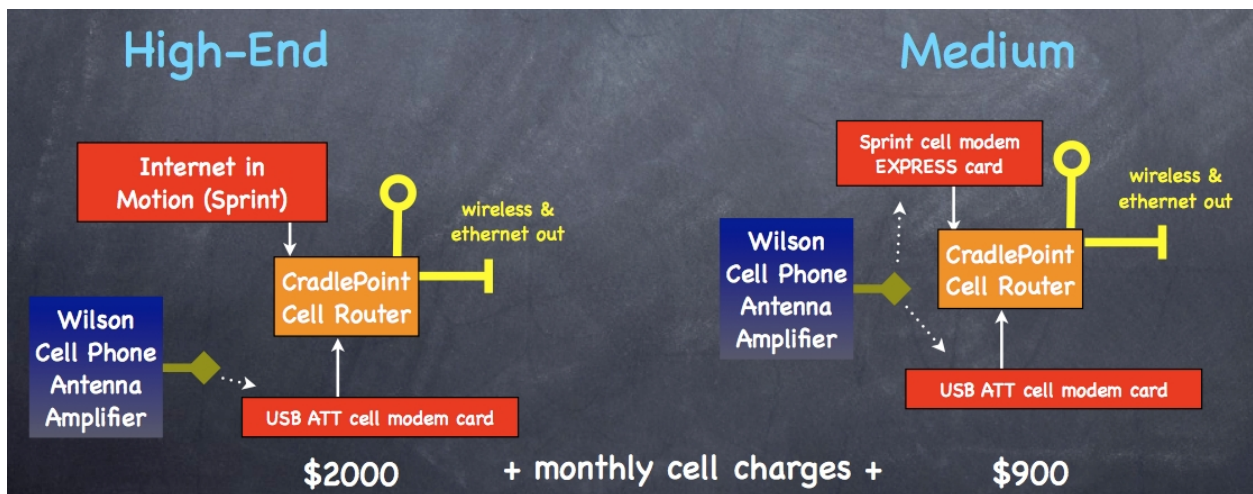 High-End
Internet in
Motion (Sprint)
wireless &
ethernet out
CradlePoint
Cell Router
Wilson
Cell Phone
Antenna
Amplifier
USB ATT cell modem card
Medium
Sprint cell modem
EXPRESS card
wireless &
ethernet out
Wilson
Cell Phone
Antenna
Amplifier
CradlePoint
Cell Router
USB ATT cell modem card
$2000 + monthly cell charges + $900